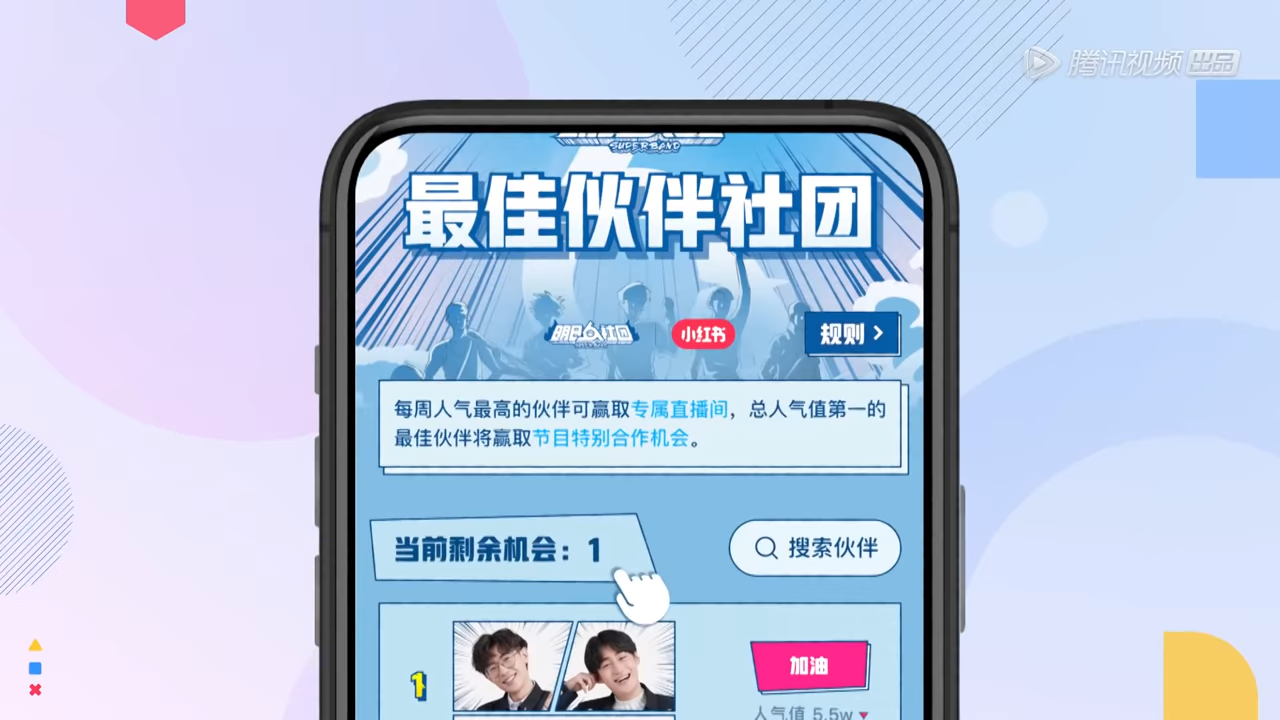 腾讯视频 出品
SUPER BAND
最佳伙伴社团
明日社团
小红书
规则 >
每周人气最高的伙伴可赢取专属直播间，总人气值第一的
最佳伙伴将赢取节目特别合作机会。
当前剩余机会：1
搜索伙伴
1
加油
人气值 5.5w